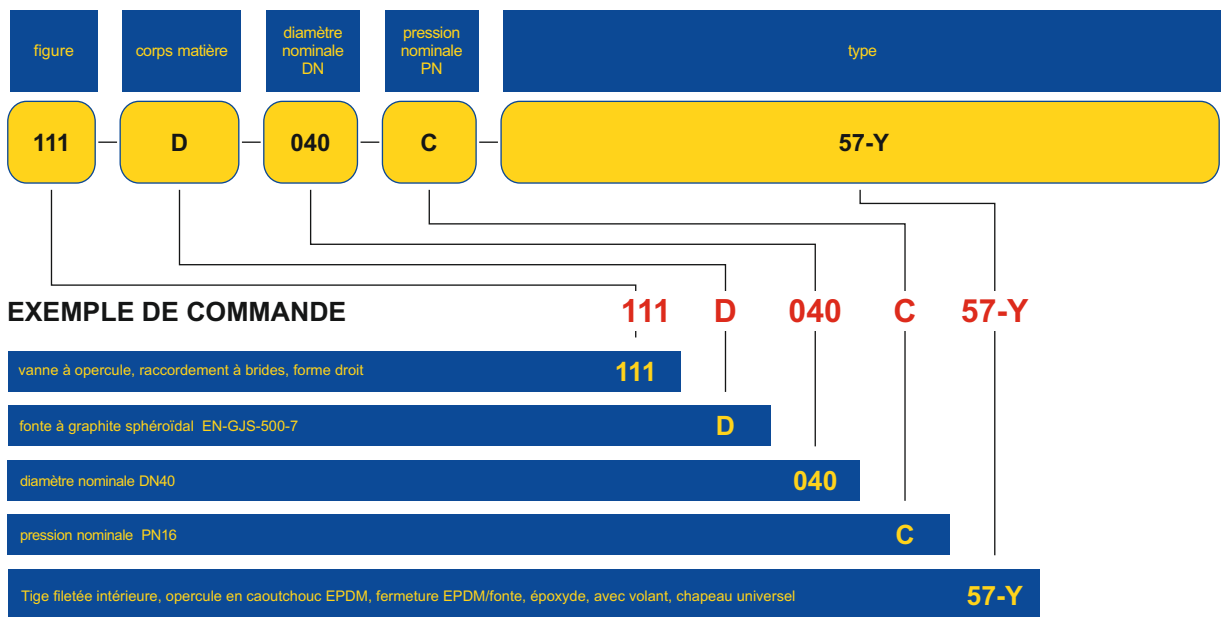 figure
corps matière
diamètre
nominale
DN
pression
nominale
PN
type
111
D
040
C
57-Y
EXEMPLE DE COMMANDE
111 D 040 C 57-Y
vanne à opercule, raccordement à brides, forme droit 111
fonte à graphite sphéroïdal EN-GJS-500-7 D
diamètre nominale DN40 040
pression nominale PN16 C
Tige filetée intérieure, opercule en caoutchouc EPDM, fermeture EPDM/fonte, époxyde, avec volant, chapeau universel 57-Y